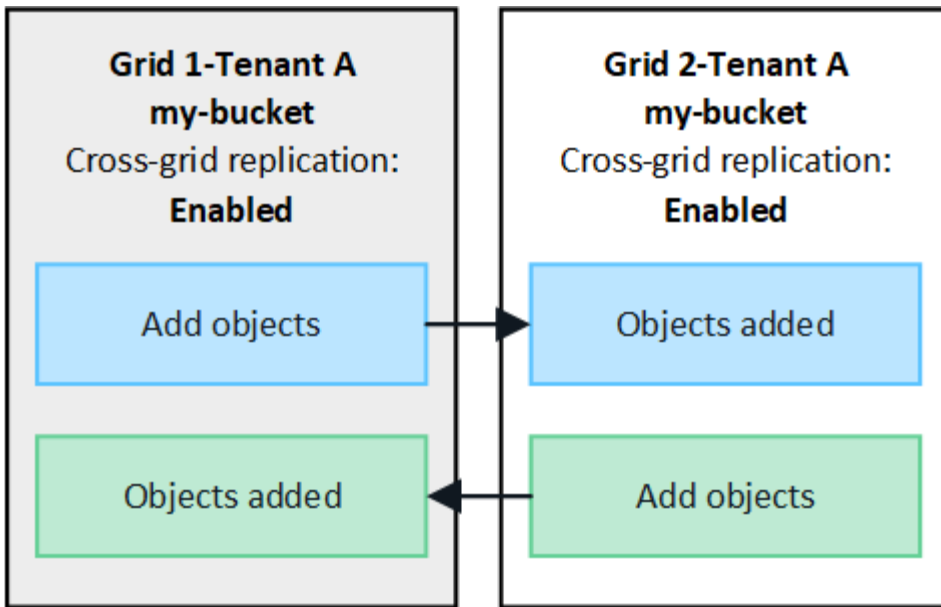 Grid 1-Tenant A
my-bucket
Cross-grid replication:
Enabled
Add objects
Objects added
Grid 2-Tenant A
my-bucket
Cross-grid replication:
Enabled
Objects added
Add objects